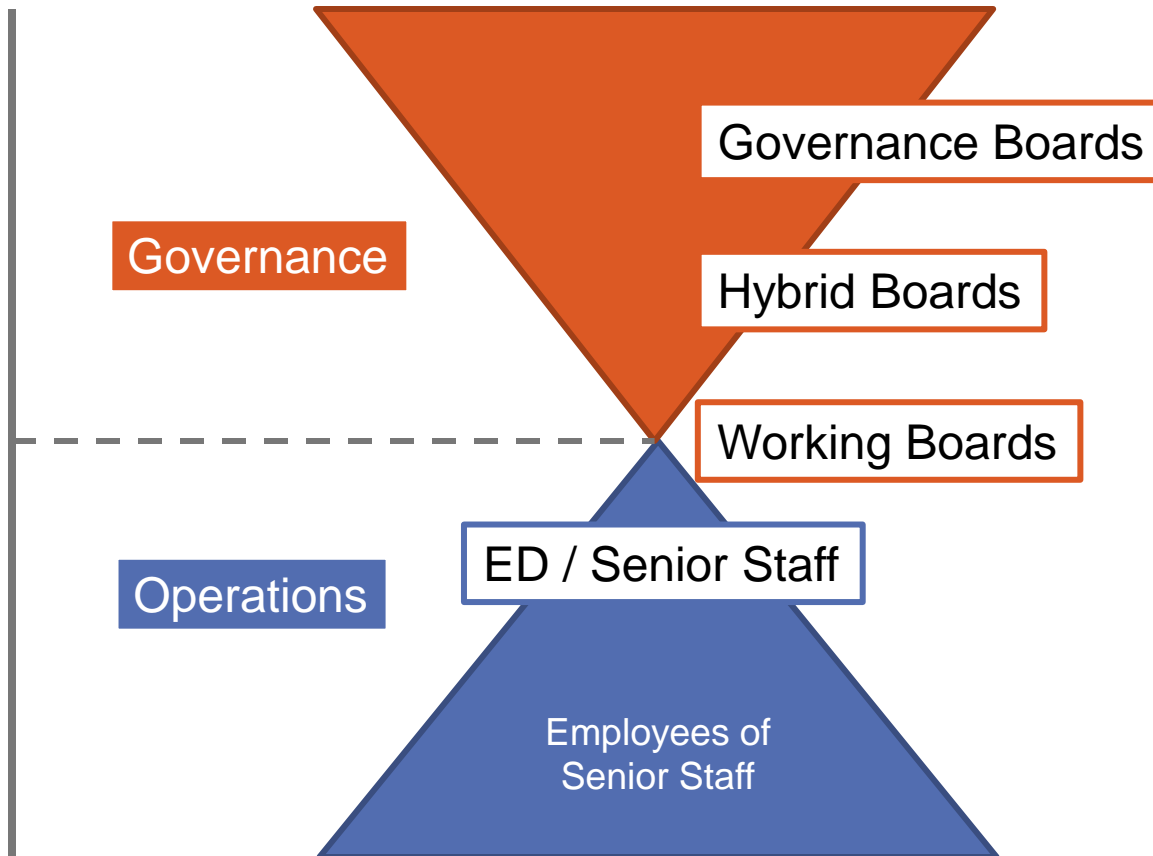 Governance Boards
Governance
Hybrid Boards
Working Boards
ED / Senior Staff
Operations
Employees of
Senior Staff